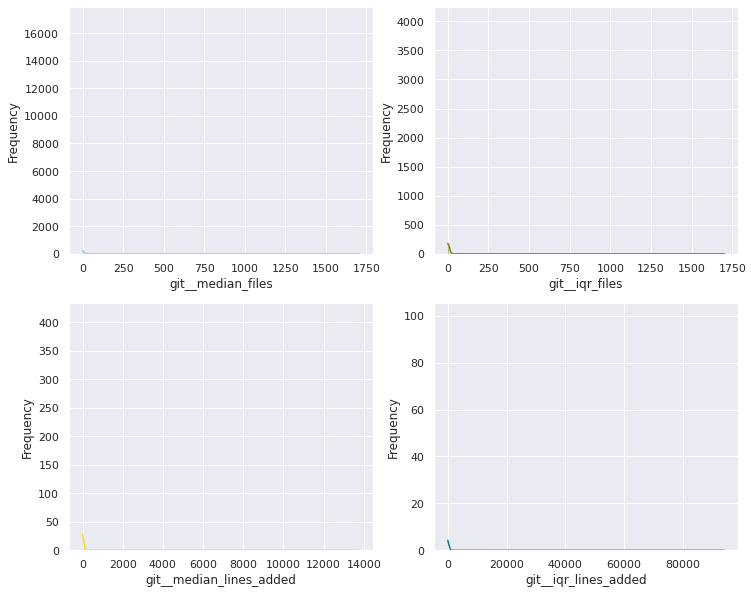 16000
14000
12000
10000
8000
6000
4000
2000
0
Frequency
0 250 500 750 1000 1250 1500 1750
git__median_files
4000
3500
3000
2500
2000
1500
1000
500
0
Frequency
0 250 500 750 1000 1250 1500 1750
git__iqr_files
400
350
300
250
200
150
100
50
0
Frequency
0 2000 4000 6000 8000 10000 12000 14000
git__median_lines_added
100
80
60
40
20
0
Frequency
0 20000 40000 60000 80000
git__iqr_lines_added